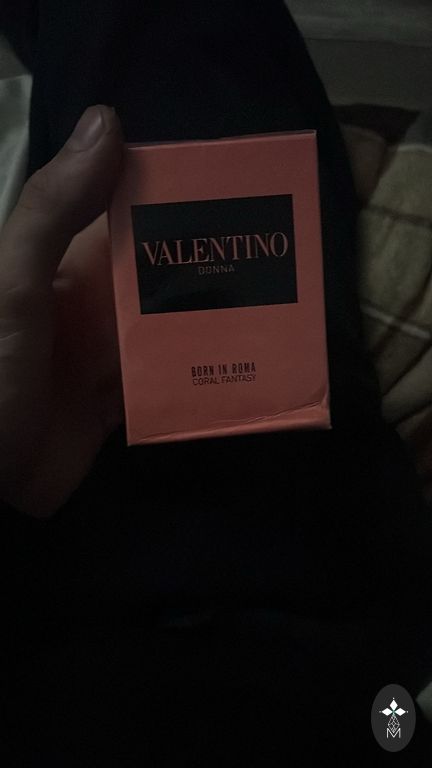 VALENTINO
DONNA
BORN IN ROMA
CORAL FANTASY